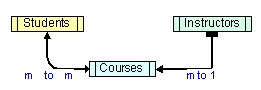 Students
Instructors
Courses
m to m
m to 1